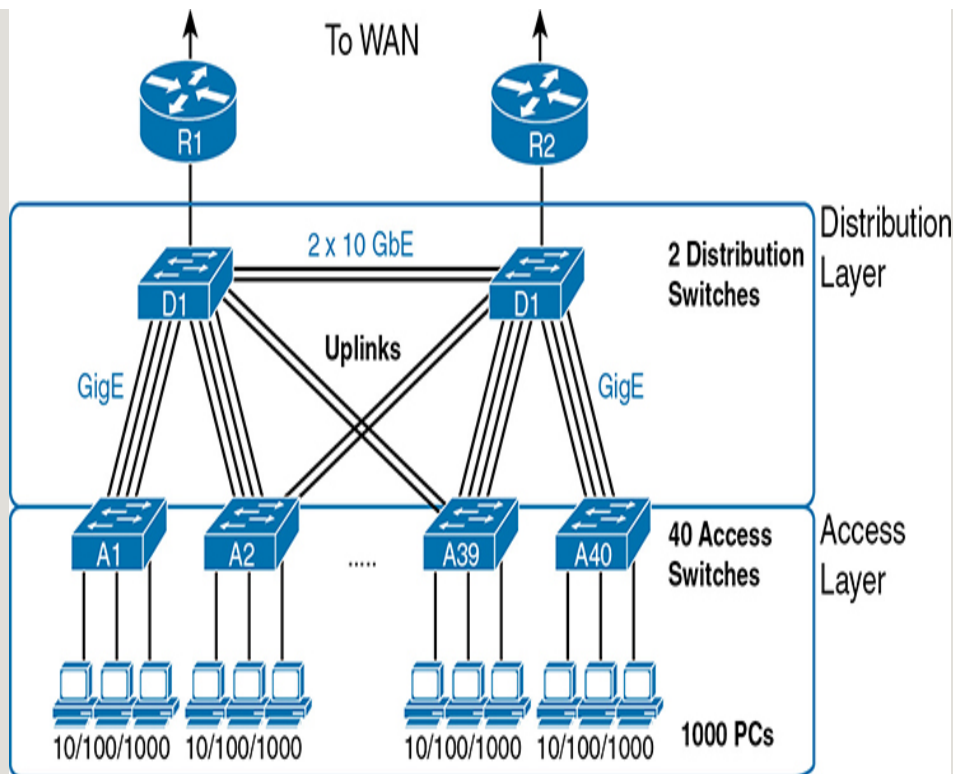 To WAN
R1
R2
Distribution
Layer
2 x 10 GbE
2 Distribution
Switches
D1
D1
Uplinks
GigE
GigE
Access
Layer
40 Access
Switches
A1
A2
.....
A39
A40
1000 PCs
10/100/1000
10/100/1000
10/100/1000
10/100/1000